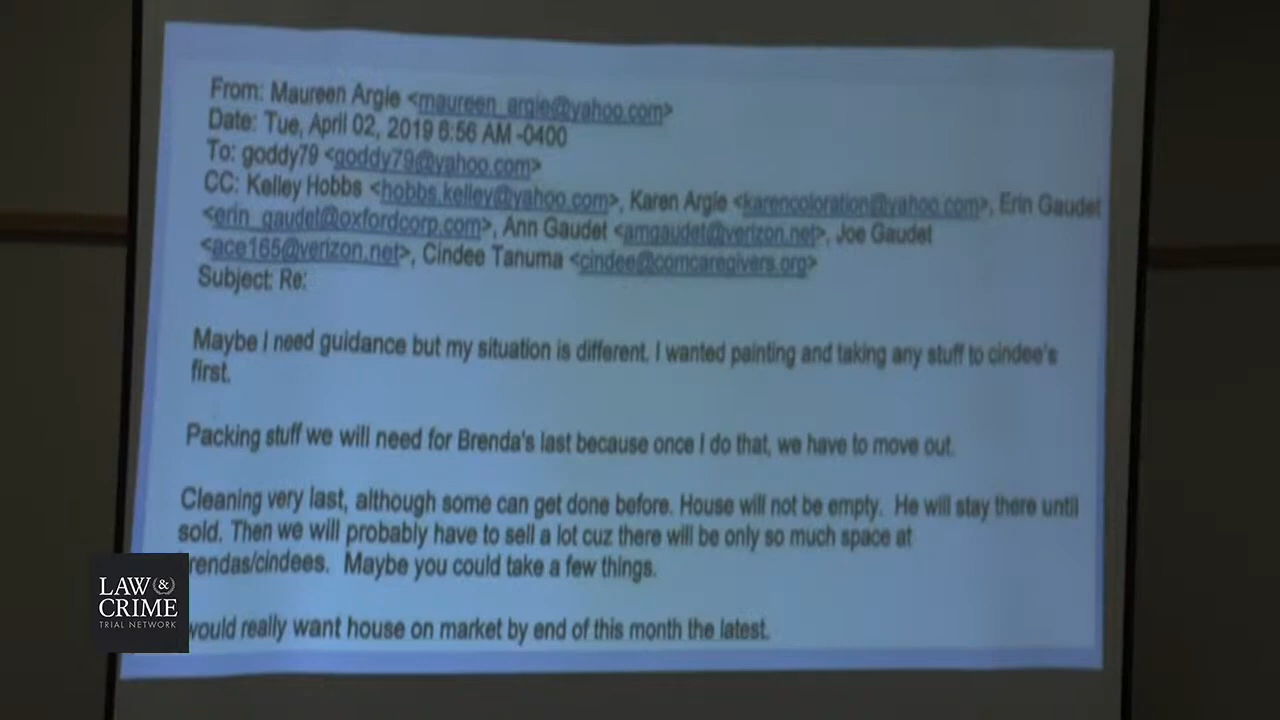 From: Maureen Argie <maureen_argie@yahoo.com>
Date: Tue, April 02, 2019 6:56 AM -0400
To: goddy79 <goddy79@yahoo.com>
CC: Kelley Hobbs <hobbs.kelley@yahoo.com>, Karen Argie <karencoloration@yahoo.com>, Erin Gaudet
<erin_gaudet@oxfordcorp.com>, Ann Gaudet <amgaudet@verizon.net>, Joe Gaudet
<ace165@verizon.net>, Cindee Tanuma <cindee@comcaregivers.org>
Subject: Re:
Maybe I need guidance but my situation is different. I wanted painting and taking any stuff to cindee's
first.
Packing stuff we will need for Brenda's last because once I do that, we have to move out.
Cleaning very last, although some can get done before. House will not be empty. He will stay there until
sold. Then we will probably have to sell a lot cuz there will be only so much space at
rendas/cindees. Maybe you could take a few things.
would really want house on market by end of this month the latest.
LAW &
CRIME
TRIAL NETWORK